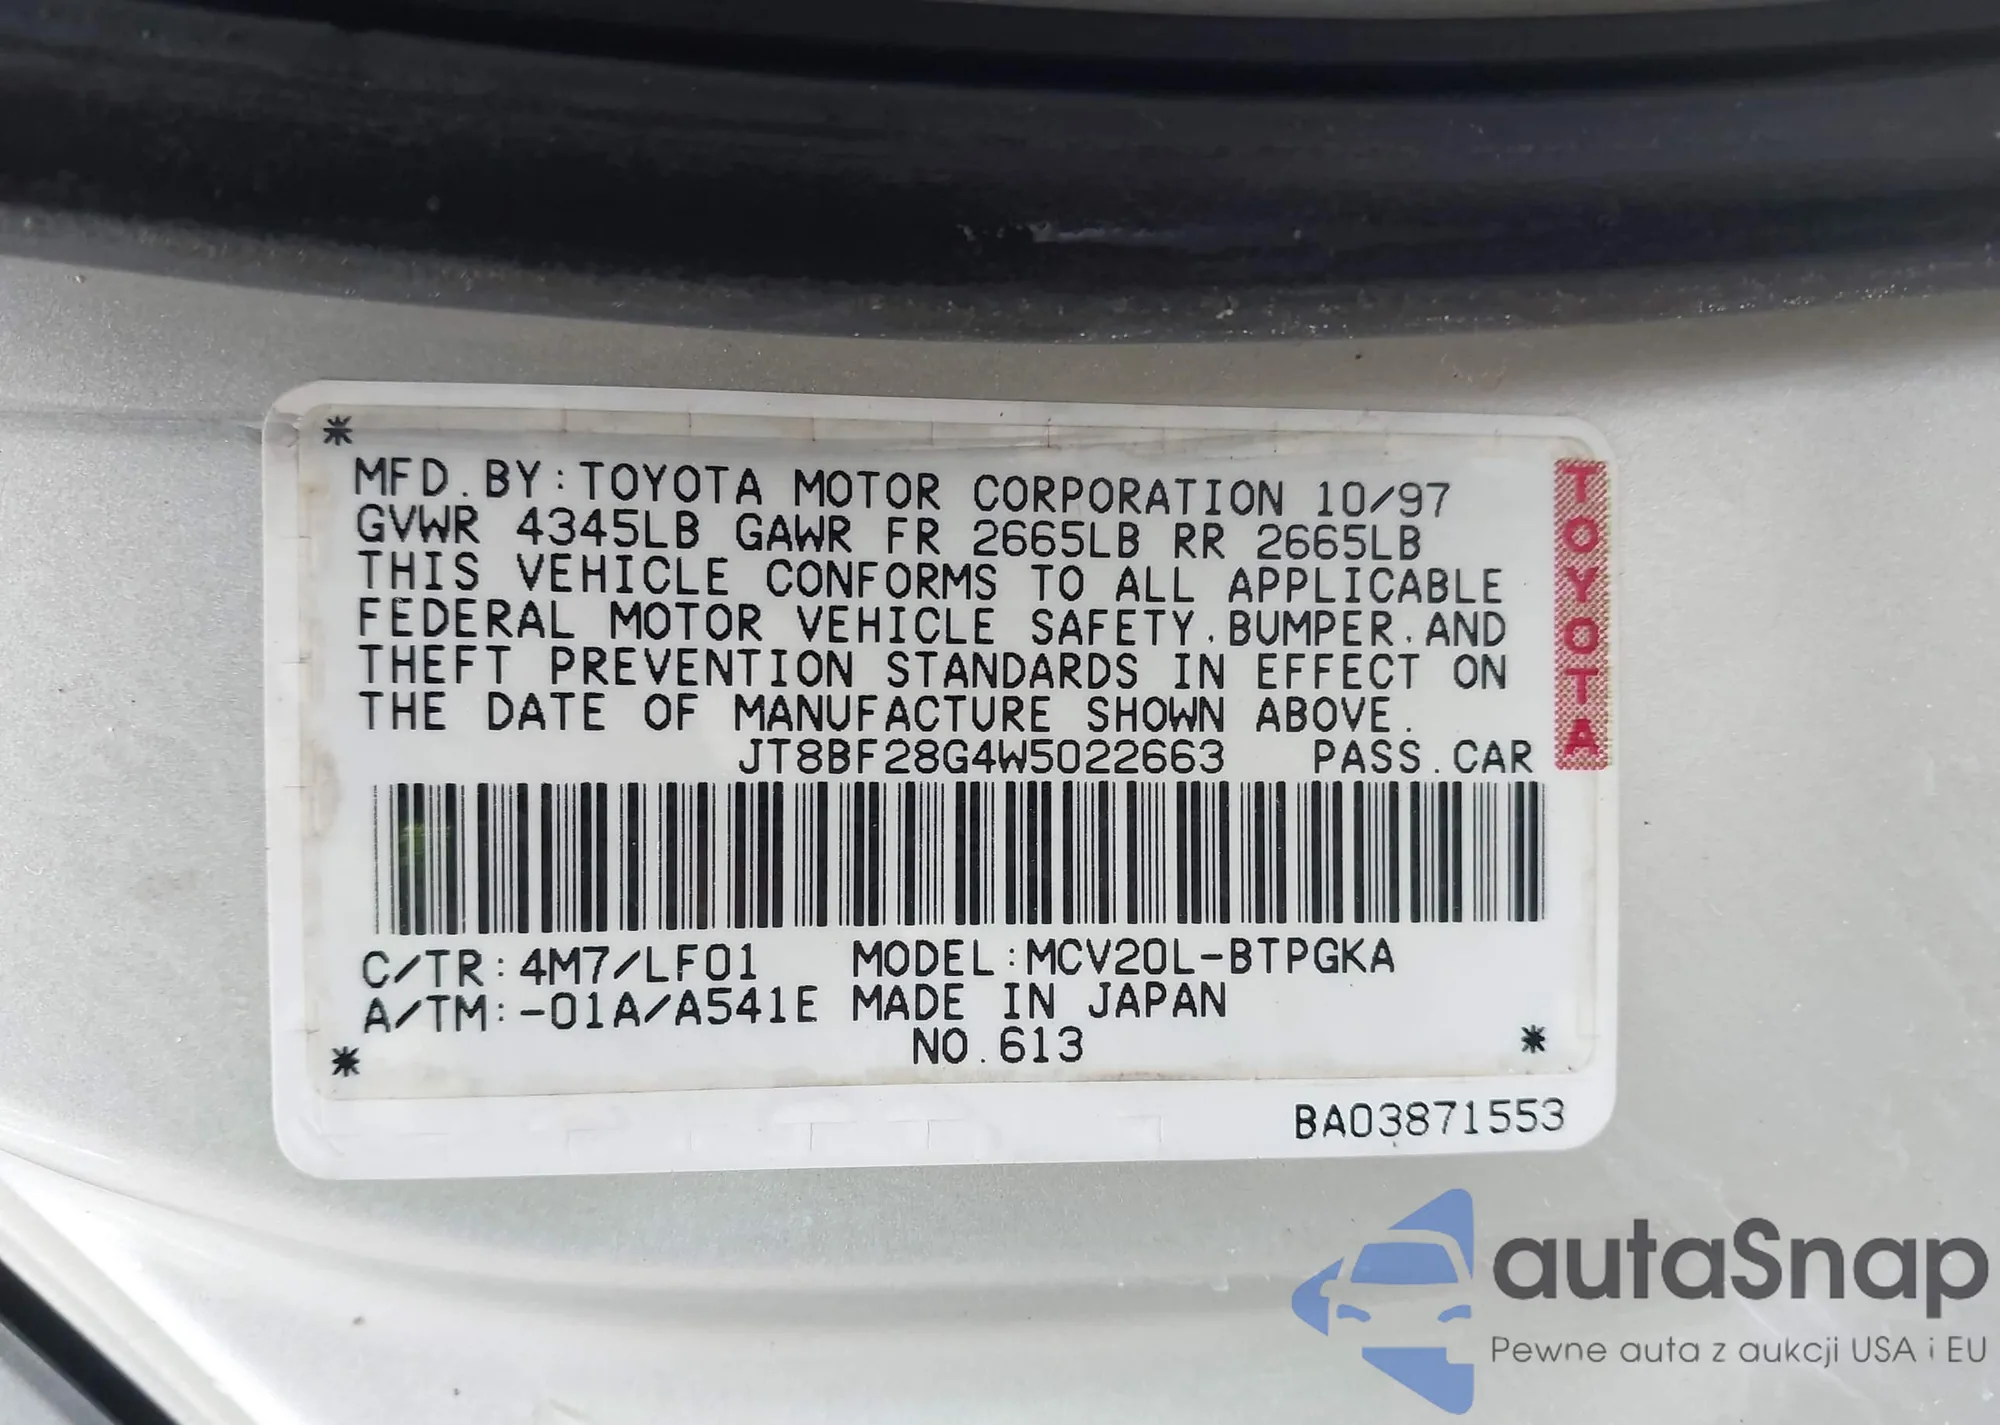 MFD.BY:TOYOTA MOTOR CORPORATION 10/97
GVWR 4345LB GAWR FR 2665LB RR 2665LB
THIS VEHICLE CONFORMS TO ALL APPLICABLE
FEDERAL MOTOR VEHICLE SAFETY.BUMPER.AND
THEFT PREVENTION STANDARDS IN EFFECT ON
THE DATE OF MANUFACTURE SHOWN ABOVE.
JT8BF28G4W5022663 PASS.CAR
TOYOTA
C/TR:4M7/LF01 MODEL:MCV20L-BTPGKA
A/TM:-01A/A541E MADE IN JAPAN
NO.613
BA03871553
autaSnap
Pewne auta z aukcji USA i EU